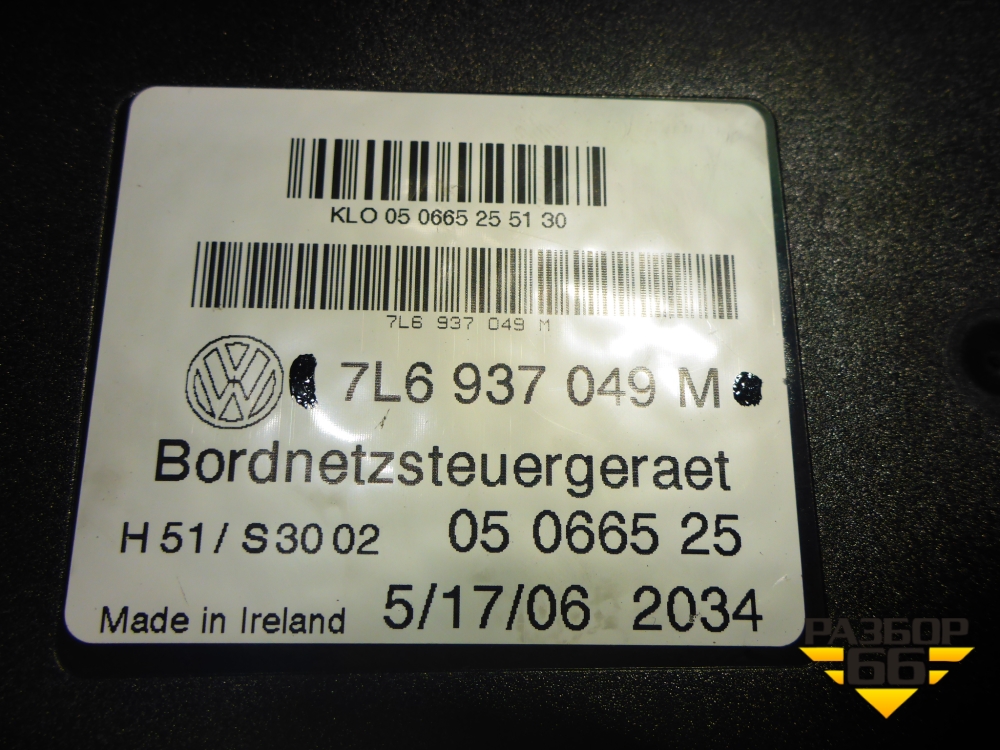 KLO 05 0665 25 51 30
7L6 937 049 M
7L6 937 049 M
Bordnetzsteuergeraet
H 51 / S 30 02 05 0665 25
Made in Ireland 5/17/06 2034
РАЗБОР
66